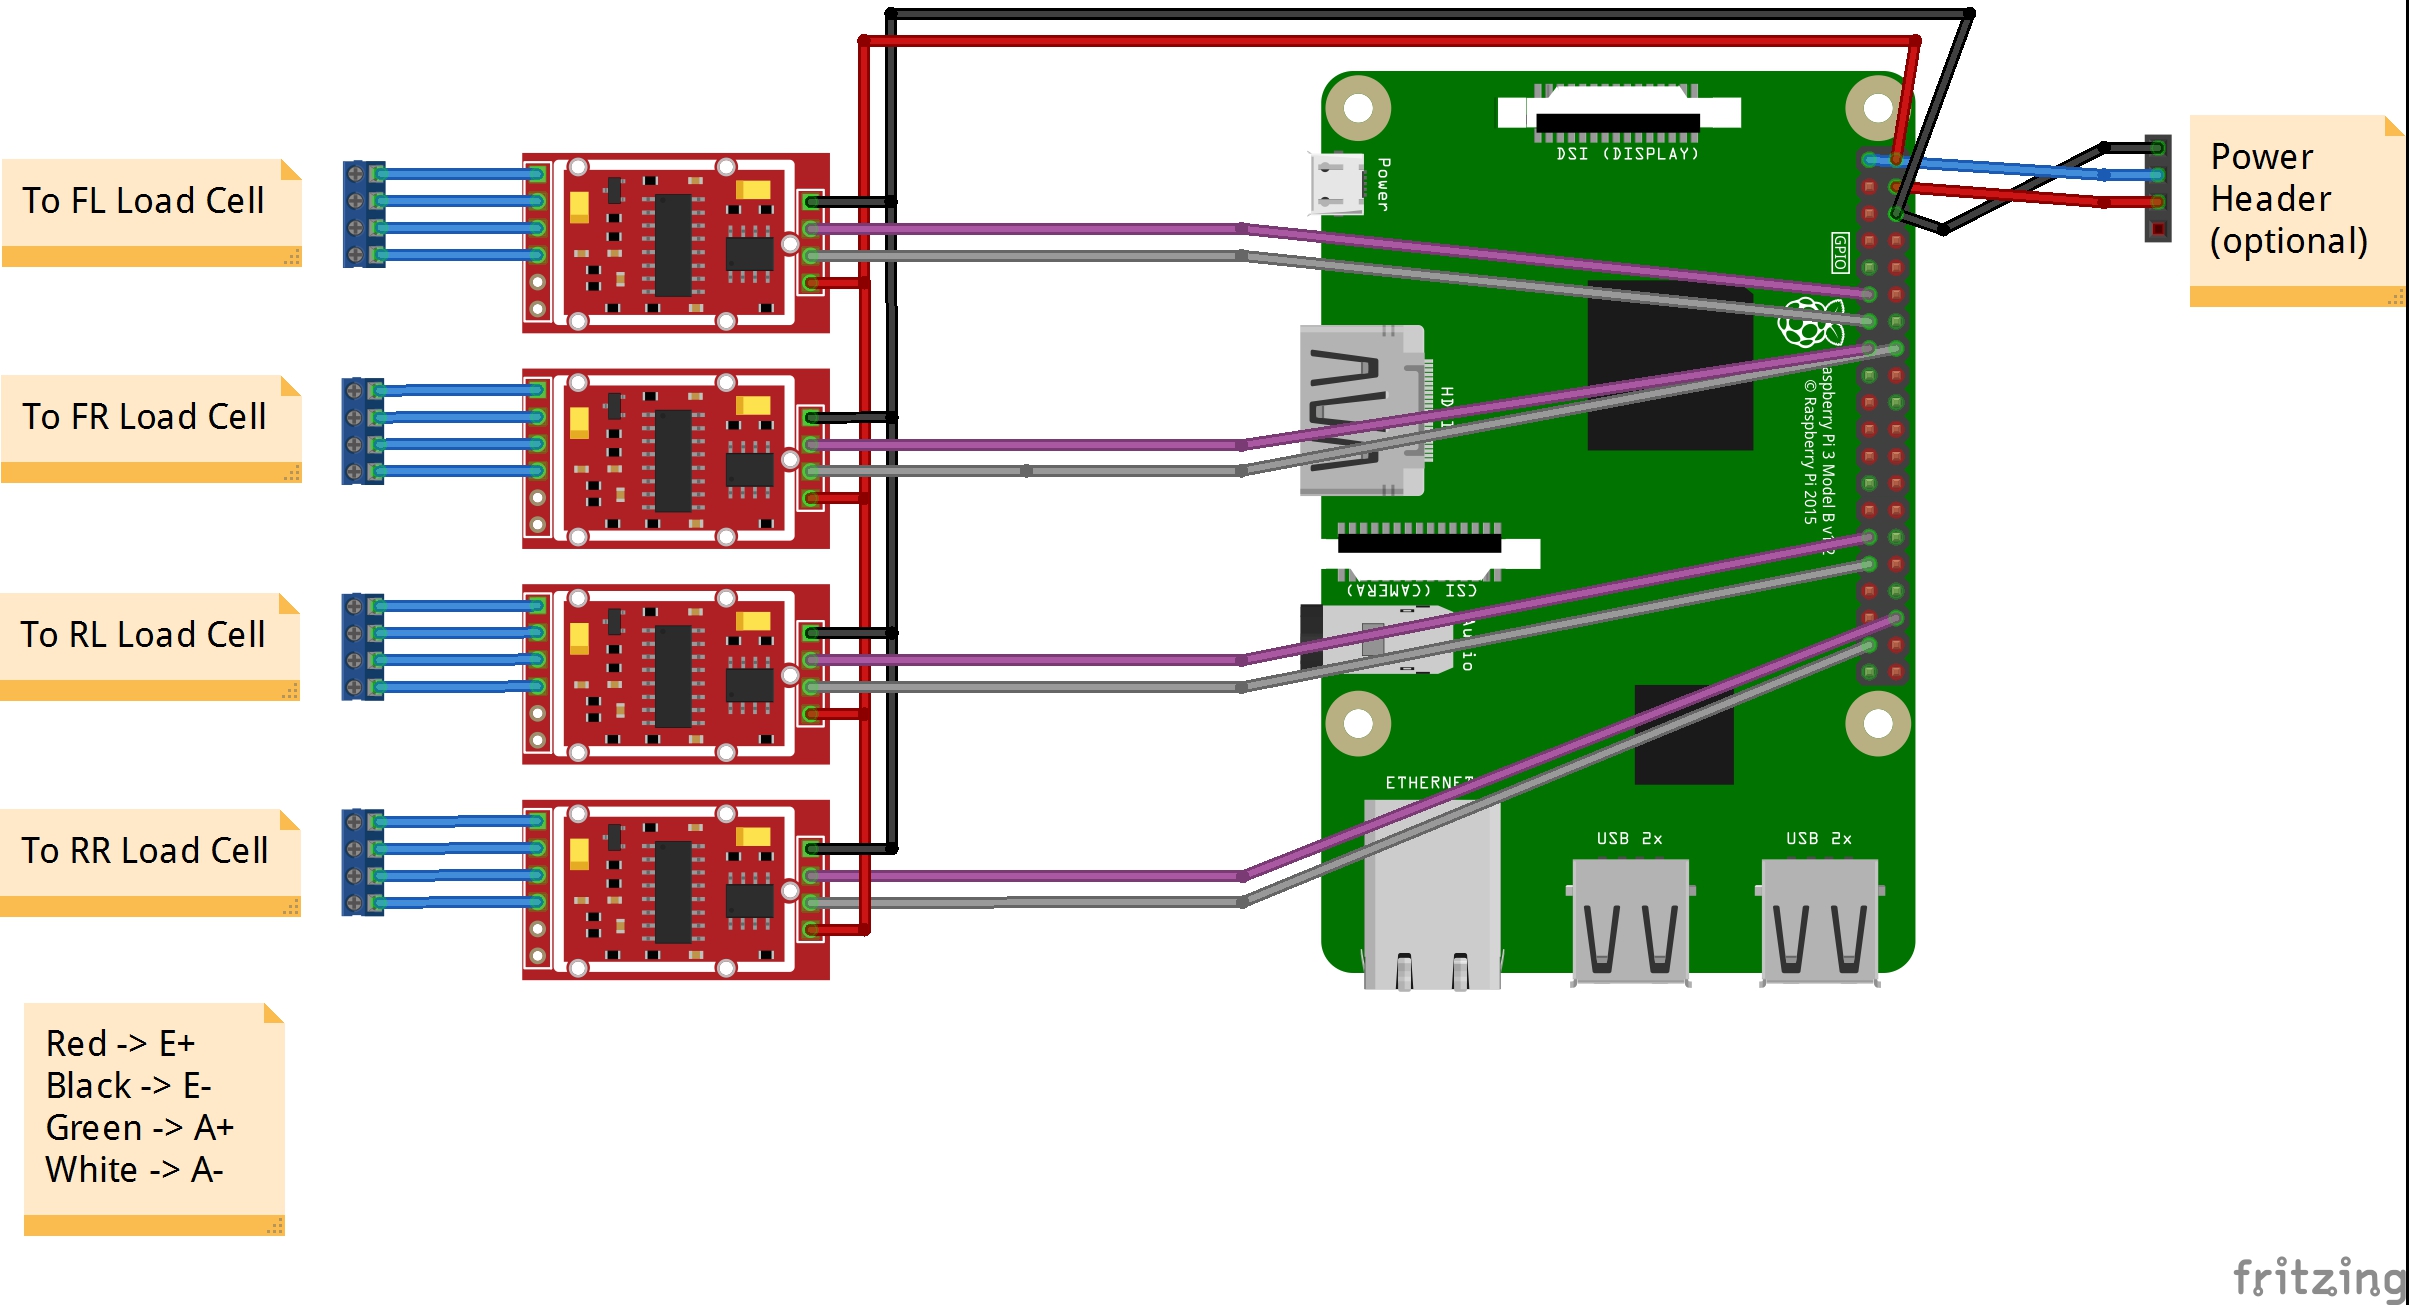 To FL Load Cell
To FR Load Cell
To RL Load Cell
To RR Load Cell
Red -> E+
Black -> E-
Green -> A+
White -> A-
DSI (DISPLAY)
Power
GPIO
Raspberry Pi 3 Model B v1.2
© Raspberry Pi 2015
CSI (CAMERA)
Audio
ETHERNET
USB 2x
USB 2x
Power
Header
(optional)
fritzing